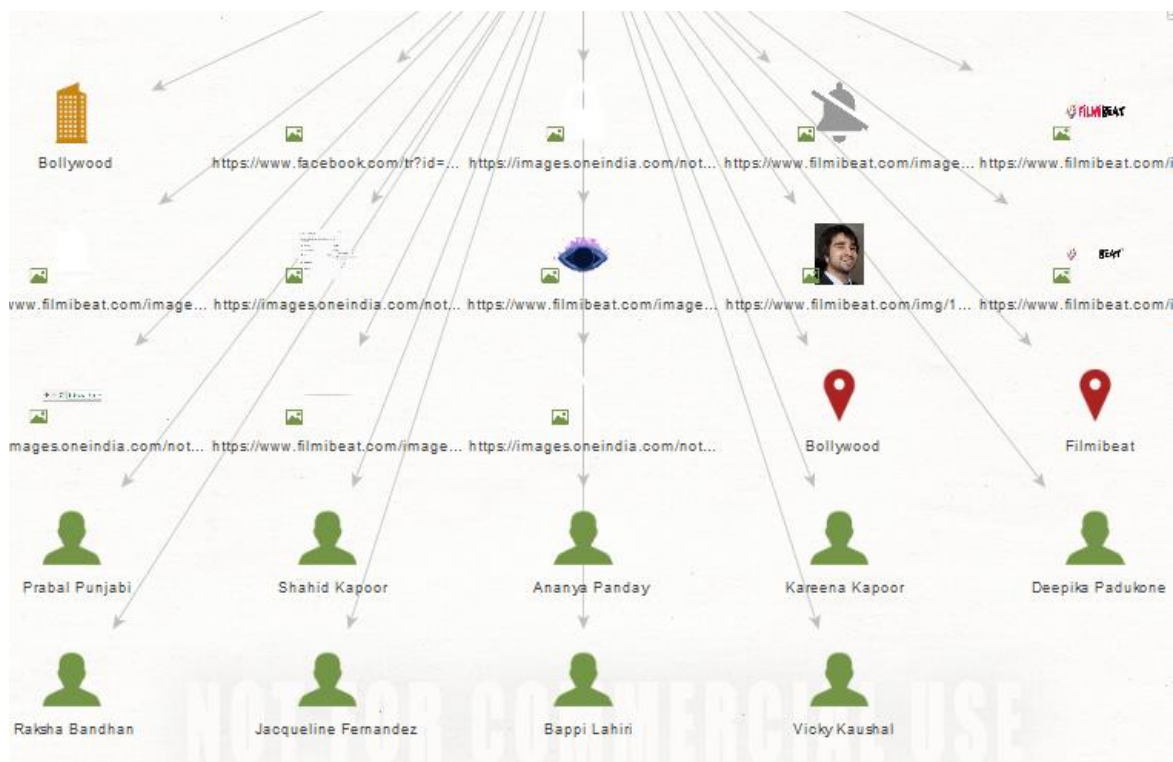 FiLMiBEAT
Bollywood
https://www.facebook.com/tr?id=...
https://images.oneindia.com/not...
https://www.filmibeat.com/image...
https://www.filmibeat.com/i
BEAT
ww.filmibeat.com/image...
https://images.oneindia.com/not...
https://www.filmibeat.com/image...
https://www.filmibeat.com/img/1...
https://www.filmibeat.com/i
mages.oneindia.com/not...
https://www.filmibeat.com/image...
https://images.oneindia.com/not...
Bollywood
Filmibeat
Prabal Punjabi
Shahid Kapoor
Ananya Panday
Kareena Kapoor
Deepika Padukone
Raksha Bandhan
Jacqueline Fernandez
Bappi Lahiri
Vicky Kaushal
NOT FOR COMMERCIAL USE